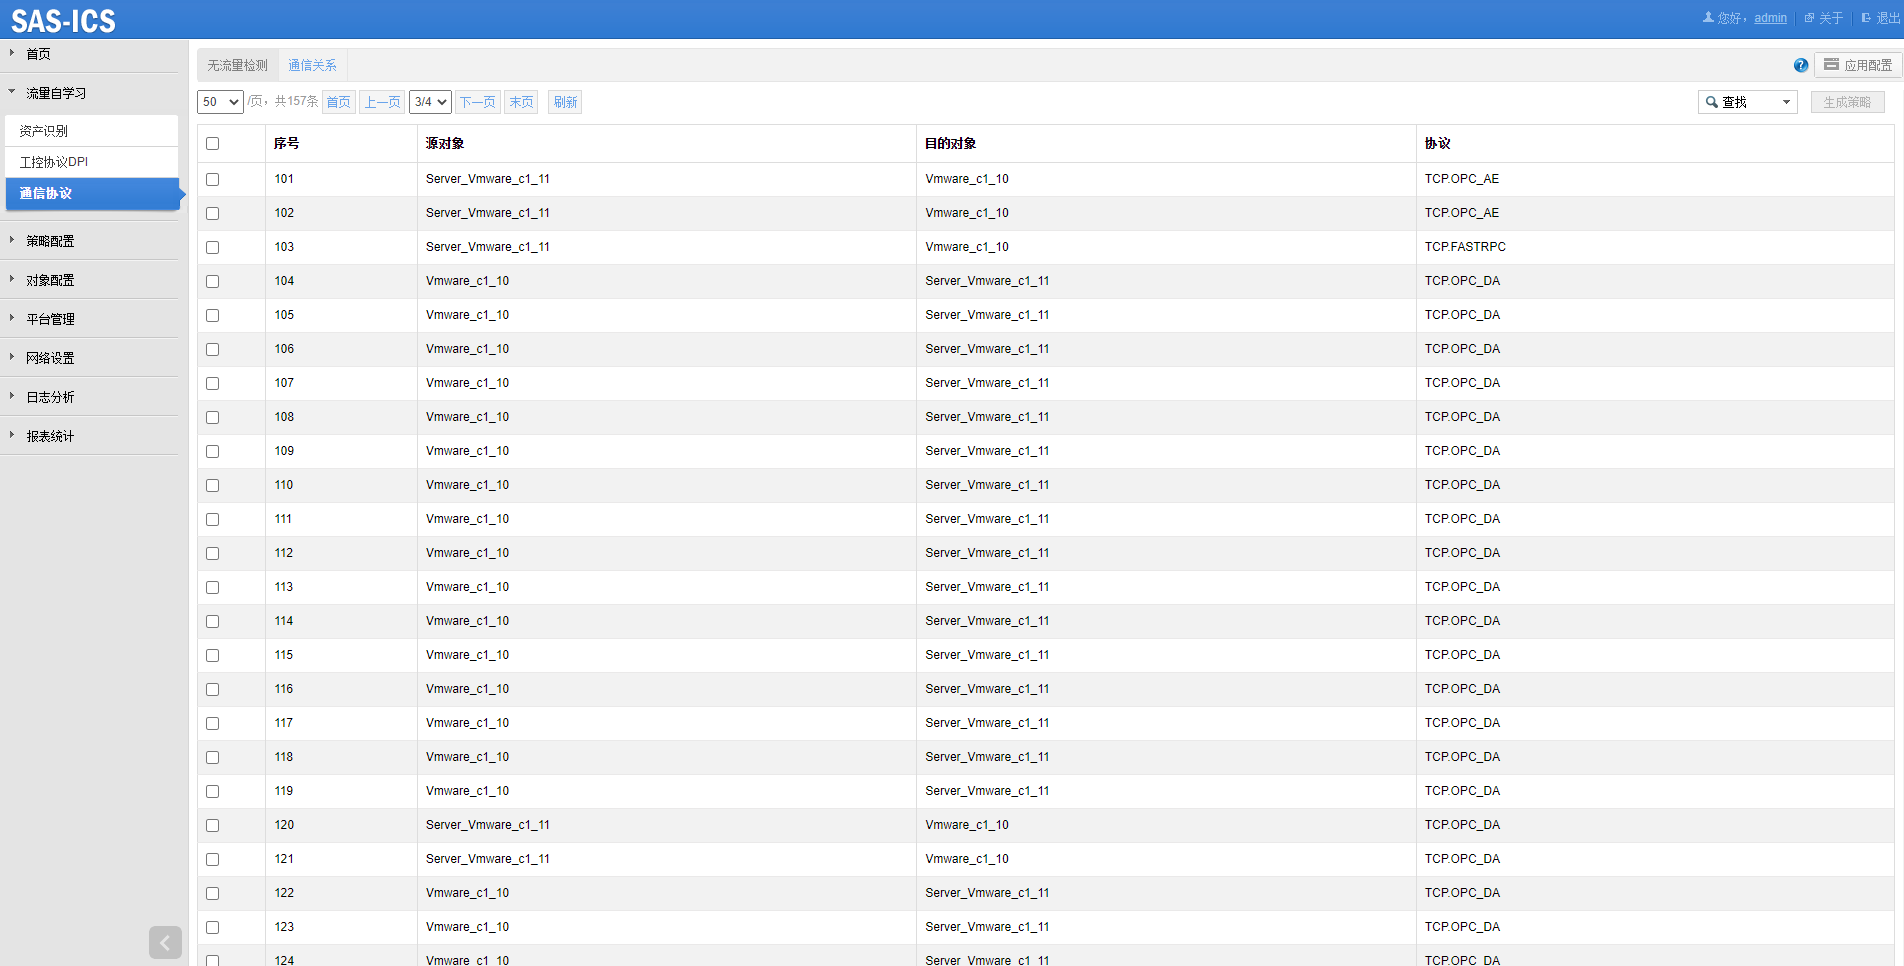 SAS-ICS
您好， admin 关于 退出
首页
流量自学习
资产识别
工控协议DPI
通信协议
策略配置
对象配置
平台管理
网络设置
日志分析
报表统计
无流量检测 通信关系
应用配置
50 /页，共157条 首页 上一页 3/4 下一页 末页 刷新
查找 生成策略
序号 源对象 目的对象 协议
101 Server_Vmware_c1_11 Vmware_c1_10 TCP.OPC_AE
102 Server_Vmware_c1_11 Vmware_c1_10 TCP.OPC_AE
103 Server_Vmware_c1_11 Vmware_c1_10 TCP.FASTRPC
104 Vmware_c1_10 Server_Vmware_c1_11 TCP.OPC_DA
105 Vmware_c1_10 Server_Vmware_c1_11 TCP.OPC_DA
106 Vmware_c1_10 Server_Vmware_c1_11 TCP.OPC_DA
107 Vmware_c1_10 Server_Vmware_c1_11 TCP.OPC_DA
108 Vmware_c1_10 Server_Vmware_c1_11 TCP.OPC_DA
109 Vmware_c1_10 Server_Vmware_c1_11 TCP.OPC_DA
110 Vmware_c1_10 Server_Vmware_c1_11 TCP.OPC_DA
111 Vmware_c1_10 Server_Vmware_c1_11 TCP.OPC_DA
112 Vmware_c1_10 Server_Vmware_c1_11 TCP.OPC_DA
113 Vmware_c1_10 Server_Vmware_c1_11 TCP.OPC_DA
114 Vmware_c1_10 Server_Vmware_c1_11 TCP.OPC_DA
115 Vmware_c1_10 Server_Vmware_c1_11 TCP.OPC_DA
116 Vmware_c1_10 Server_Vmware_c1_11 TCP.OPC_DA
117 Vmware_c1_10 Server_Vmware_c1_11 TCP.OPC_DA
118 Vmware_c1_10 Server_Vmware_c1_11 TCP.OPC_DA
119 Vmware_c1_10 Server_Vmware_c1_11 TCP.OPC_DA
120 Server_Vmware_c1_11 Vmware_c1_10 TCP.OPC_DA
121 Server_Vmware_c1_11 Vmware_c1_10 TCP.OPC_DA
122 Vmware_c1_10 Server_Vmware_c1_11 TCP.OPC_DA
123 Vmware_c1_10 Server_Vmware_c1_11 TCP.OPC_DA
124 Vmware_c1_10 Server_Vmware_c1_11 TCP.OPC_DA